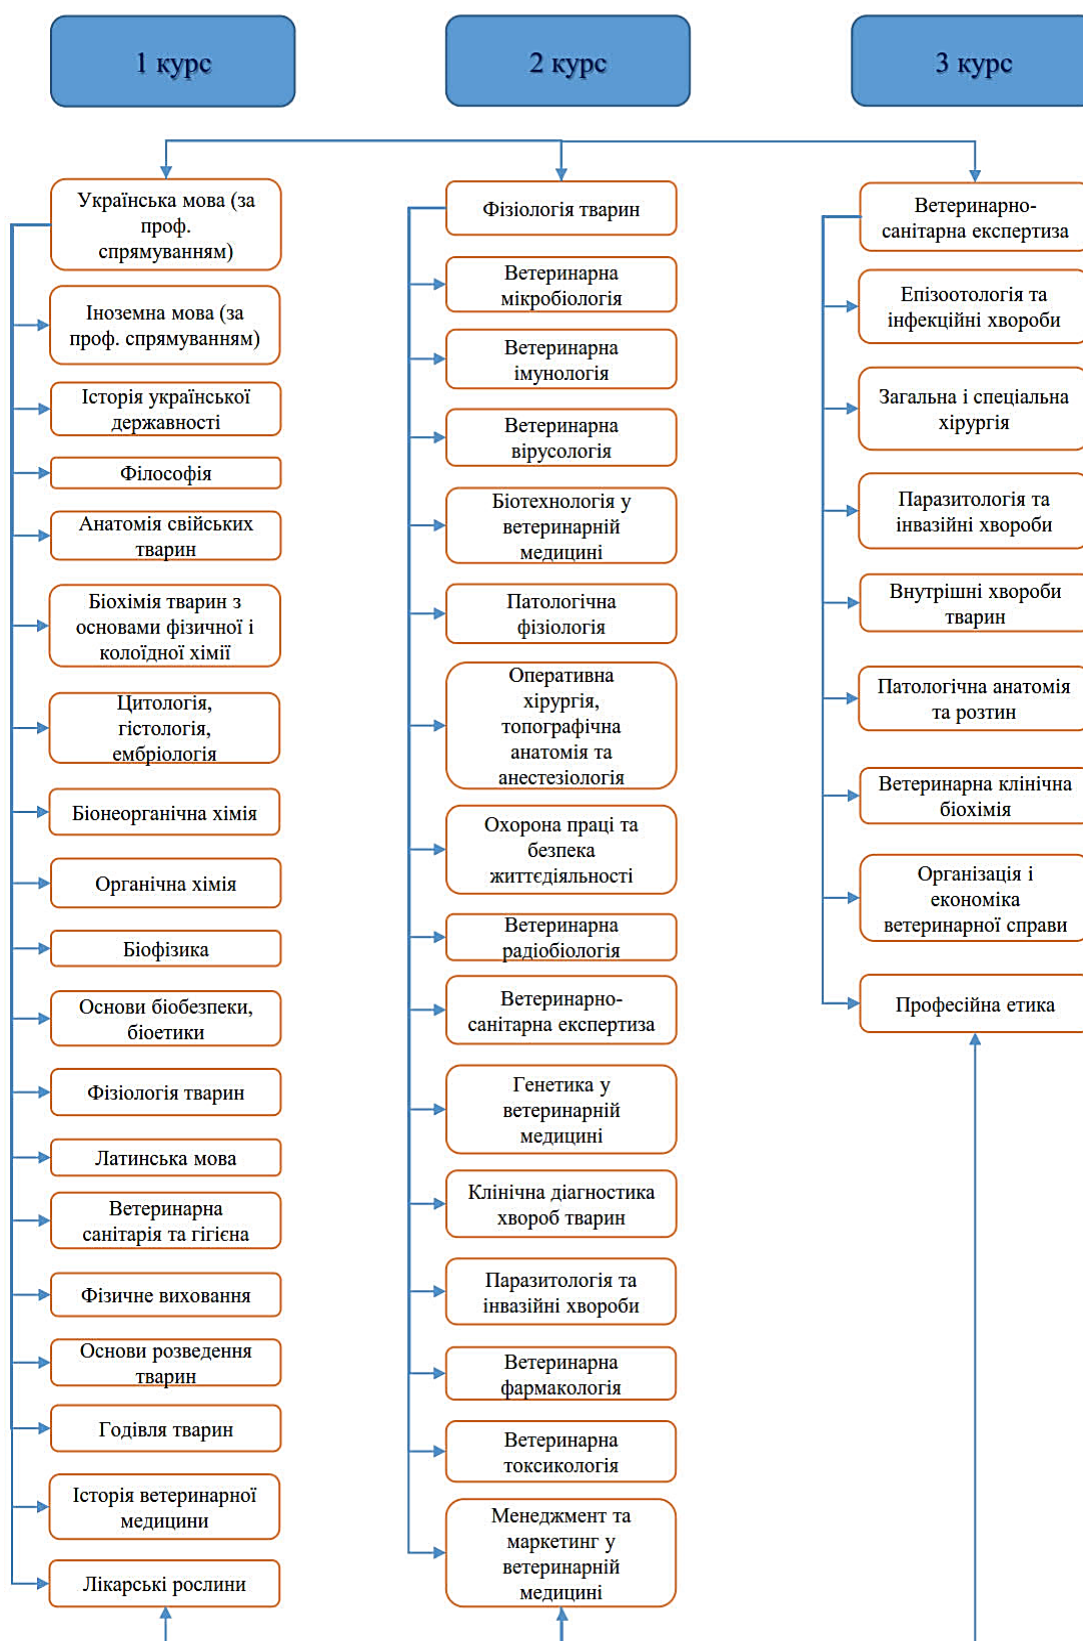 1 курс
2 курс
3 курс
Українська мова (за
проф.
спрямуванням)
Іноземна мова (за
проф. спрямуванням)
Історія української
державності
Філософія
Анатомія свійських
тварин
Біохімія тварин з
основами фізичної і
колоїдної хімії
Цитологія,
гістологія,
ембріологія
Біонеорганічна хімія
Органічна хімія
Біофізика
Основи біобезпеки,
біоетики
Фізіологія тварин
Латинська мова
Ветеринарна
санітарія та гігієна
Фізичне виховання
Основи розведення
тварин
Годівля тварин
Історія ветеринарної
медицини
Лікарські рослини
Фізіологія тварин
Ветеринарна
мікробіологія
Ветеринарна
імунологія
Ветеринарна
вірусологія
Біотехнологія у
ветеринарній
медицині
Патологічна
фізіологія
Оперативна
хірургія,
топографічна
анатомія та
анестезіологія
Охорона праці та
безпека
життєдіяльності
Ветеринарна
радіобіологія
Ветеринарно-
санітарна експертиза
Генетика у
ветеринарній
медицині
Клінічна діагностика
хвороб тварин
Паразитологія та
інвазійні хвороби
Ветеринарна
фармакологія
Ветеринарна
токсикологія
Менеджмент та
маркетинг у
ветеринарній
медицині
Ветеринарно-
санітарна експертиза
Епізоотологія та
інфекційні хвороби
Загальна і спеціальна
хірургія
Паразитологія та
інвазійні хвороби
Внутрішні хвороби
тварин
Патологічна анатомія
та розтин
Ветеринарна клінічна
біохімія
Організація і
економіка
ветеринарної справи
Професійна етика